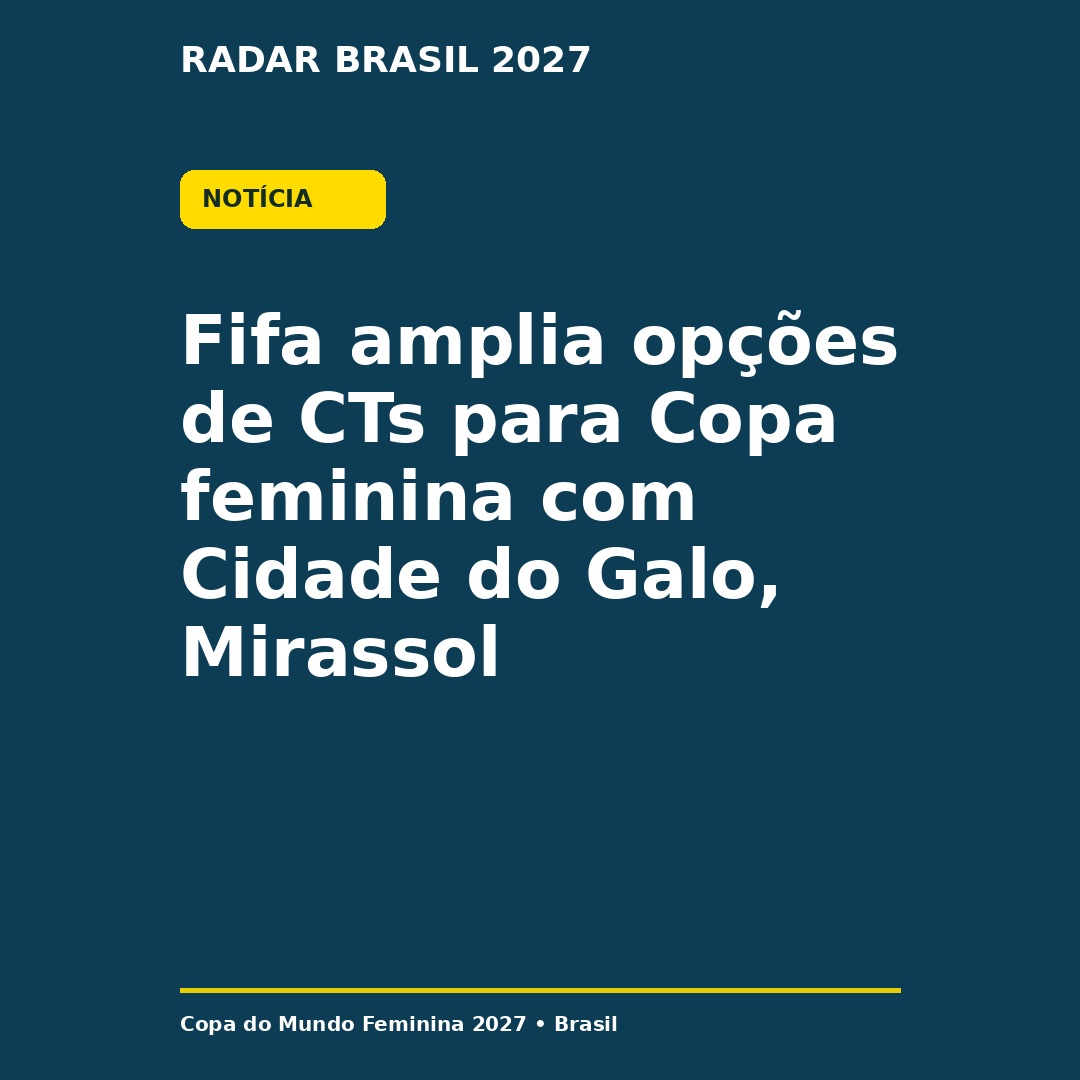 RADAR BRASIL 2027
NOTÍCIA
Fifa amplia opções
de CTs para Copa
feminina com
Cidade do Galo,
Mirassol
Copa do Mundo Feminina 2027 • Brasil